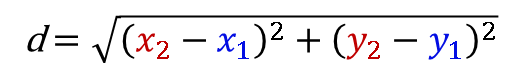 d = √(x₂ − x₁)² + (y₂ − y₁)²